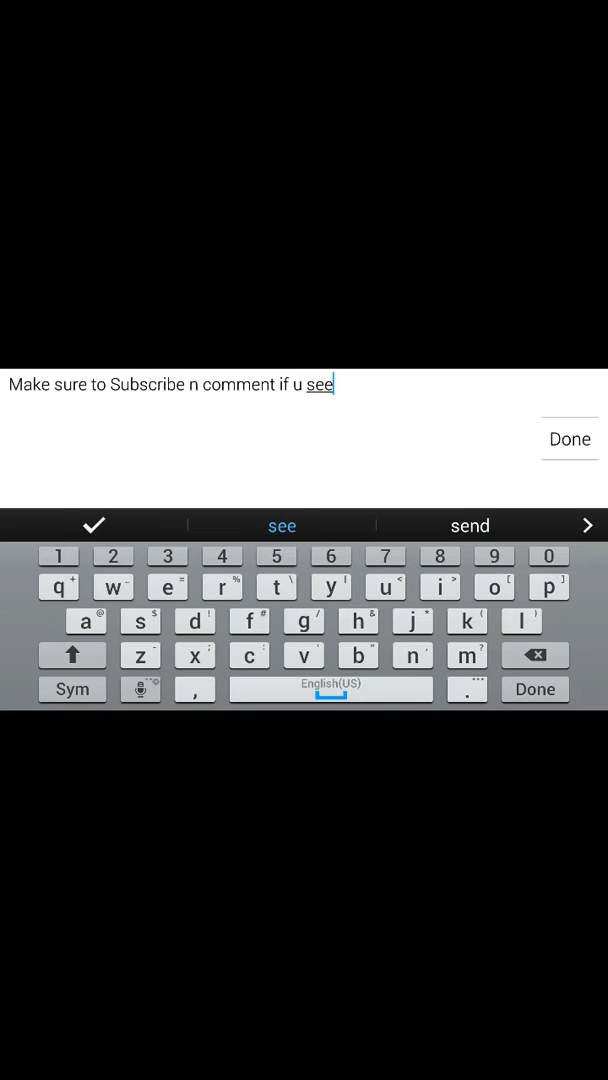 Make sure to Subscribe n comment if u see
Done
see send
1 2 3 4 5 6 7 8 9 0
q + w - e = r % t \ y | u < i > o [ p ]
a @ s $ d ! f # g / h & j * k ( l )
z x ; c : v ' b " n , m ?
Sym , English(US) . ... Done